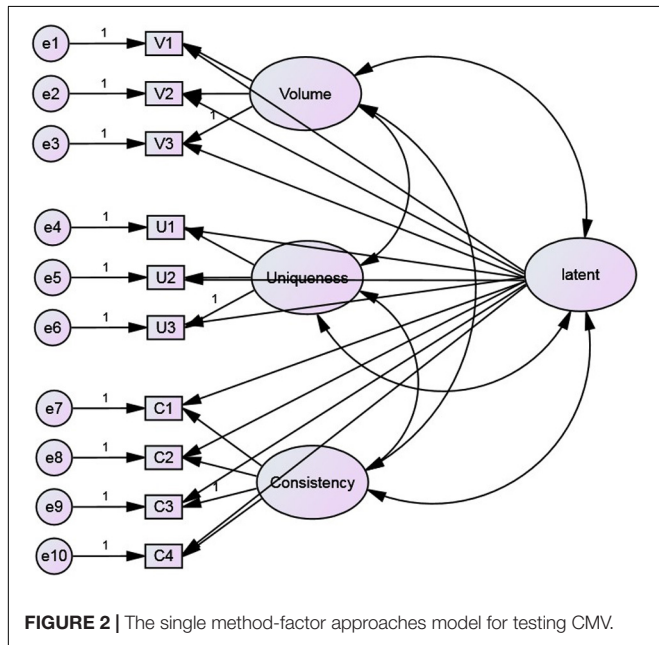 e1 1 V1
Volume
e2 1 V2
e3 1 V3
1
e4 1 U1
e5 1 U2
Uniqueness
latent
e6 1 U3
1
e7 1 C1
e8 1 C2
Consistency
e9 1 C3
1
e10 1 C4
FIGURE 2 | The single method-factor approaches model for testing CMV.